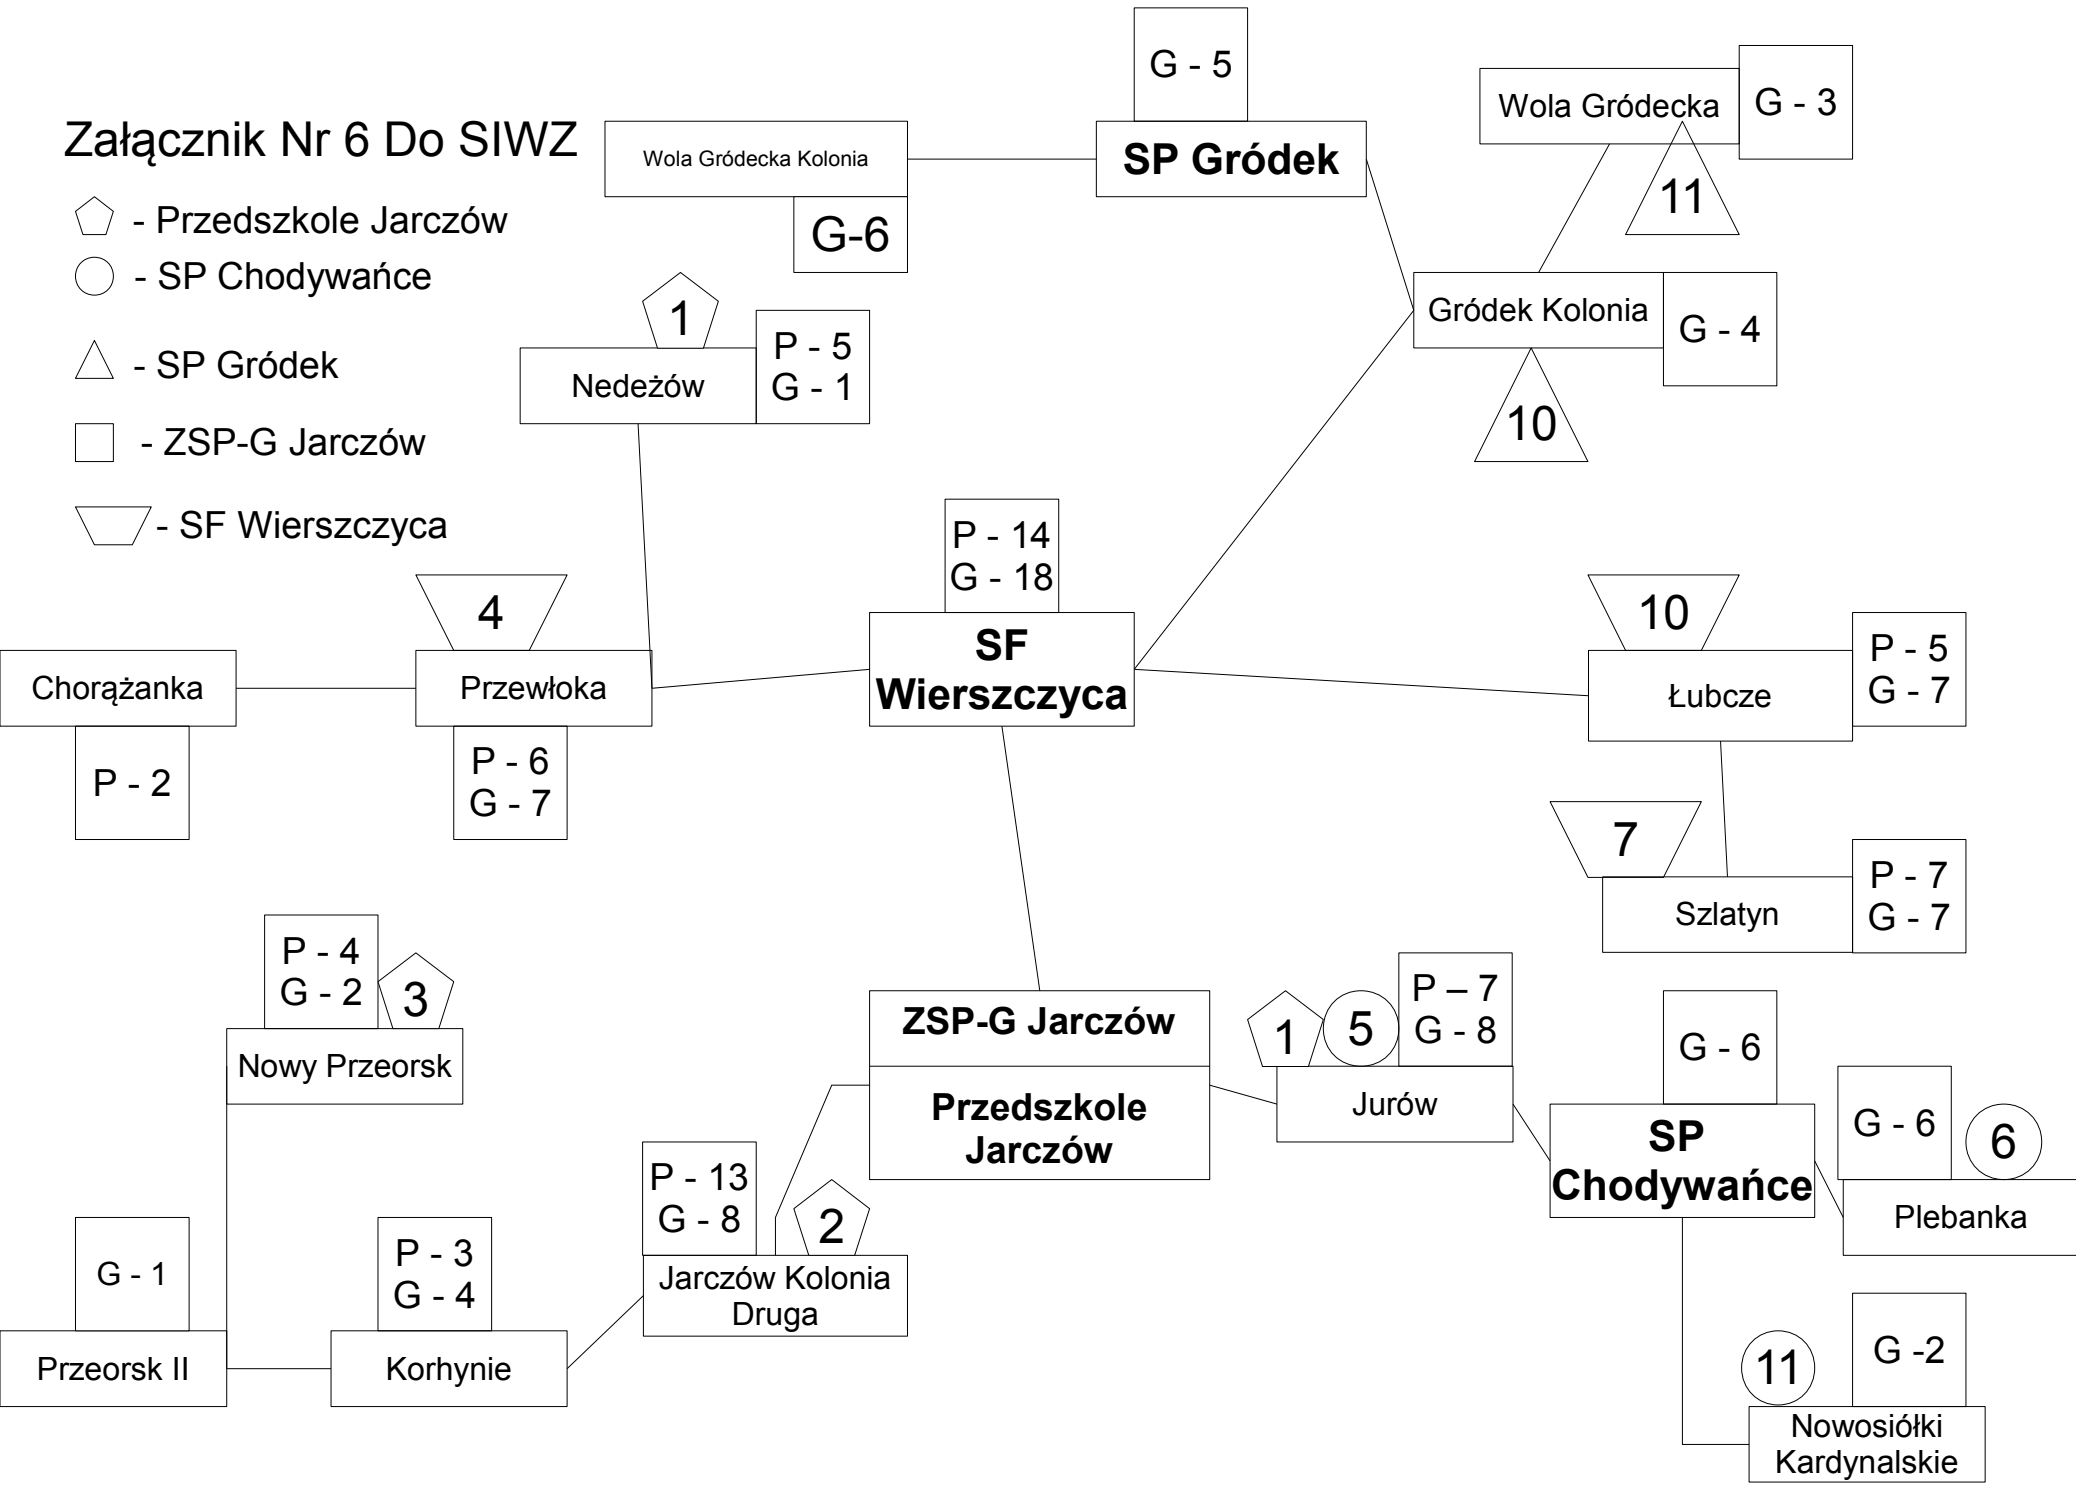 Załącznik Nr 6 Do SIWZ
- Przedszkole Jarczów
- SP Chodywańce
- SP Gródek
- ZSP-G Jarczów
- SF Wierszczyca
Wola Gródecka Kolonia
G-6
G - 5
SP Gródek
Wola Gródecka
G - 3
11
Gródek Kolonia
G - 4
10
1
Nedeżów
P - 5
G - 1
P - 14
G - 18
SF
Wierszczyca
4
Chorążanka
P - 2
Przewłoka
P - 6
G - 7
10
Łubcze
P - 5
G - 7
7
Szlatyn
P - 7
G - 7
P - 4
G - 2
3
Nowy Przeorsk
ZSP-G Jarczów
Przedszkole
Jarczów
1
5
P – 7
G - 8
Jurów
G - 6
SP
Chodywańce
G - 6
6
Plebanka
G - 1
Przeorsk II
P - 3
G - 4
Korhynie
P - 13
G - 8
2
Jarczów Kolonia
Druga
11
G -2
Nowosiółki
Kardynalskie